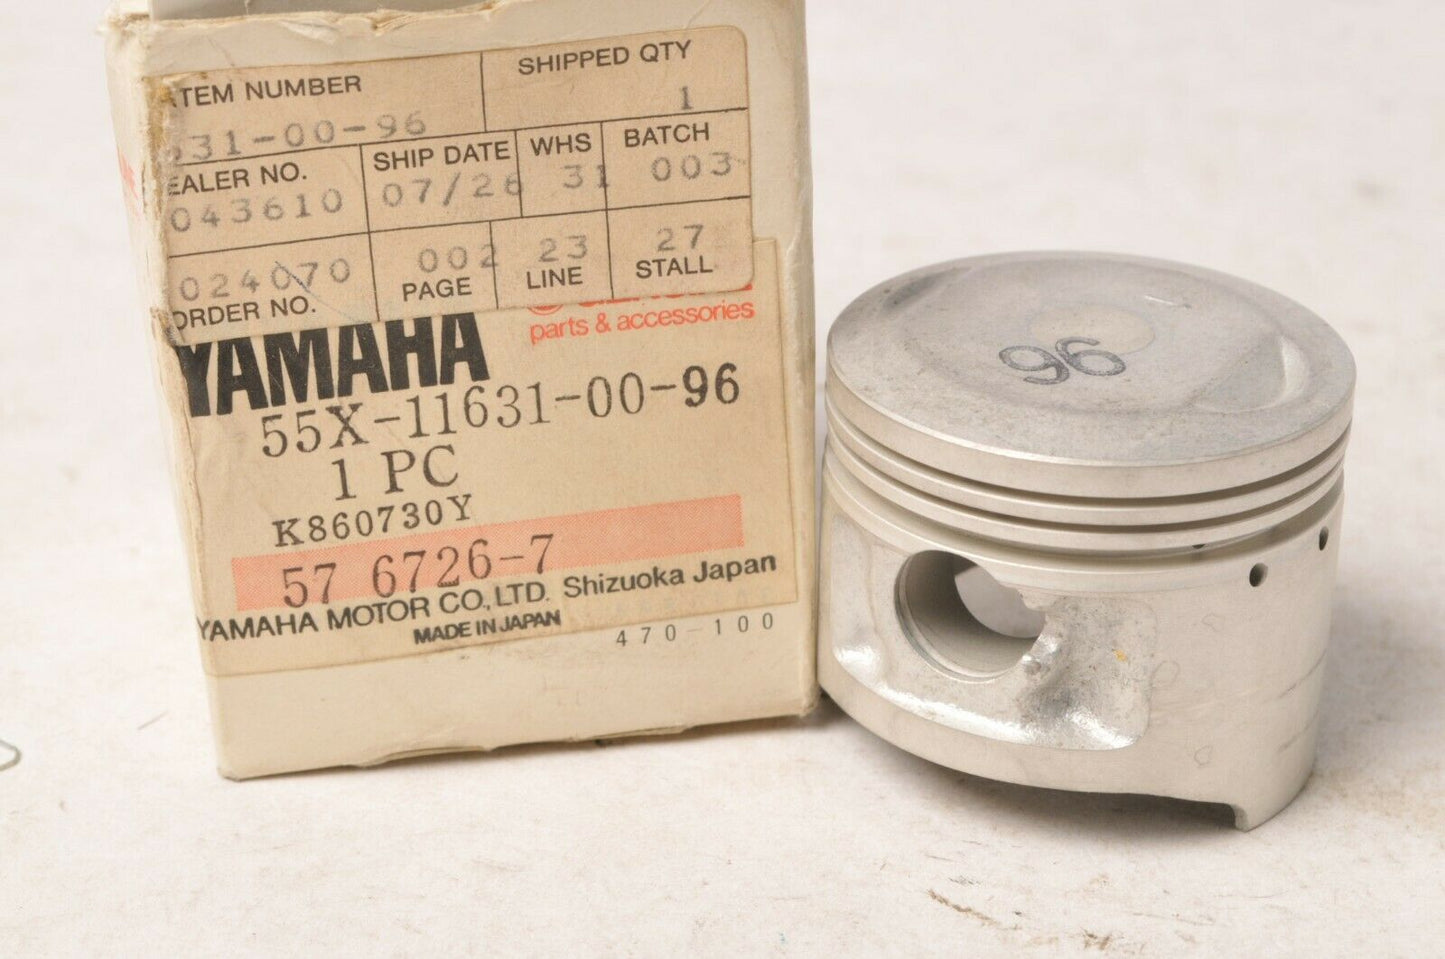 TEM NUMBER SHIPPED QTY
631-00-96 1
EALER NO. SHIP DATE WHS BATCH
043610 07/26 31 003
024070 002 23 27
ORDER NO. PAGE LINE STALL
parts & accessories
YAMAHA
55X-11631-00-96
1 PC
K860730Y
57 6726-7
YAMAHA MOTOR CO.,LTD. Shizuoka Japan
MADE IN JAPAN
470-100
96